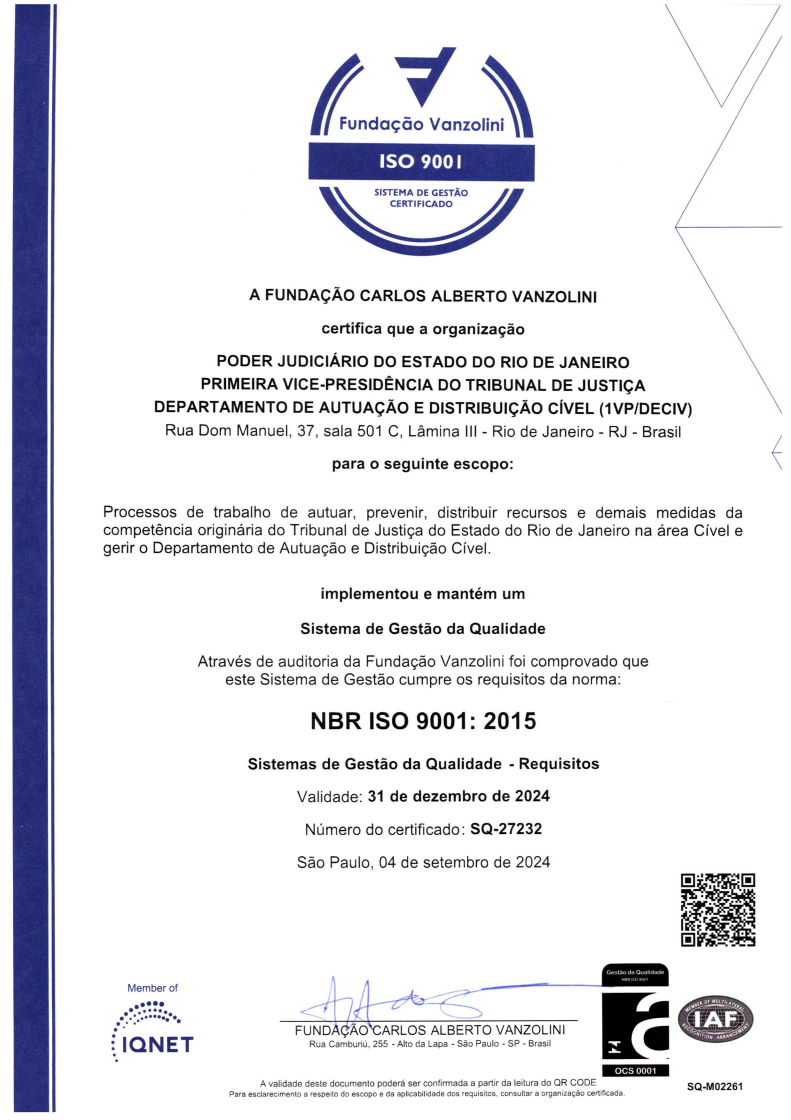 Fundação Vanzolini
ISO 9001
SISTEMA DE GESTÃO
CERTIFICADO
A FUNDAÇÃO CARLOS ALBERTO VANZOLINI
certifica que a organização
PODER JUDICIÁRIO DO ESTADO DO RIO DE JANEIRO
PRIMEIRA VICE-PRESIDÊNCIA DO TRIBUNAL DE JUSTIÇA
DEPARTAMENTO DE AUTUAÇÃO E DISTRIBUIÇÃO CÍVEL (1VP/DECIV)
Rua Dom Manuel, 37, sala 501 C, Lâmina III - Rio de Janeiro - RJ - Brasil
para o seguinte escopo:
Processos de trabalho de autuar, prevenir, distribuir recursos e demais medidas da
competência originária do Tribunal de Justiça do Estado do Rio de Janeiro na área Cível e
gerir o Departamento de Autuação e Distribuição Cível.
implementou e mantém um
Sistema de Gestão da Qualidade
Através de auditoria da Fundação Vanzolini foi comprovado que
este Sistema de Gestão cumpre os requisitos da norma:
NBR ISO 9001: 2015
Sistemas de Gestão da Qualidade - Requisitos
Validade: 31 de dezembro de 2024
Número do certificado: SQ-27232
São Paulo, 04 de setembro de 2024
Member of
IQNET
FUNDAÇÃO CARLOS ALBERTO VANZOLINI
Rua Camburiú, 255 - Alto da Lapa - São Paulo - SP - Brasil
Gestão da Qualidade
NBR ISO 9001
OCS 0001
MEMBER OF MULTILATERAL
IAF
RECOGNITION ARRANGEMENT
SQ-M02261
A validade deste documento poderá ser confirmada a partir da leitura do QR CODE
Para esclarecimento a respeito do escopo e da aplicabilidade dos requisitos, consultar a organização certificada.